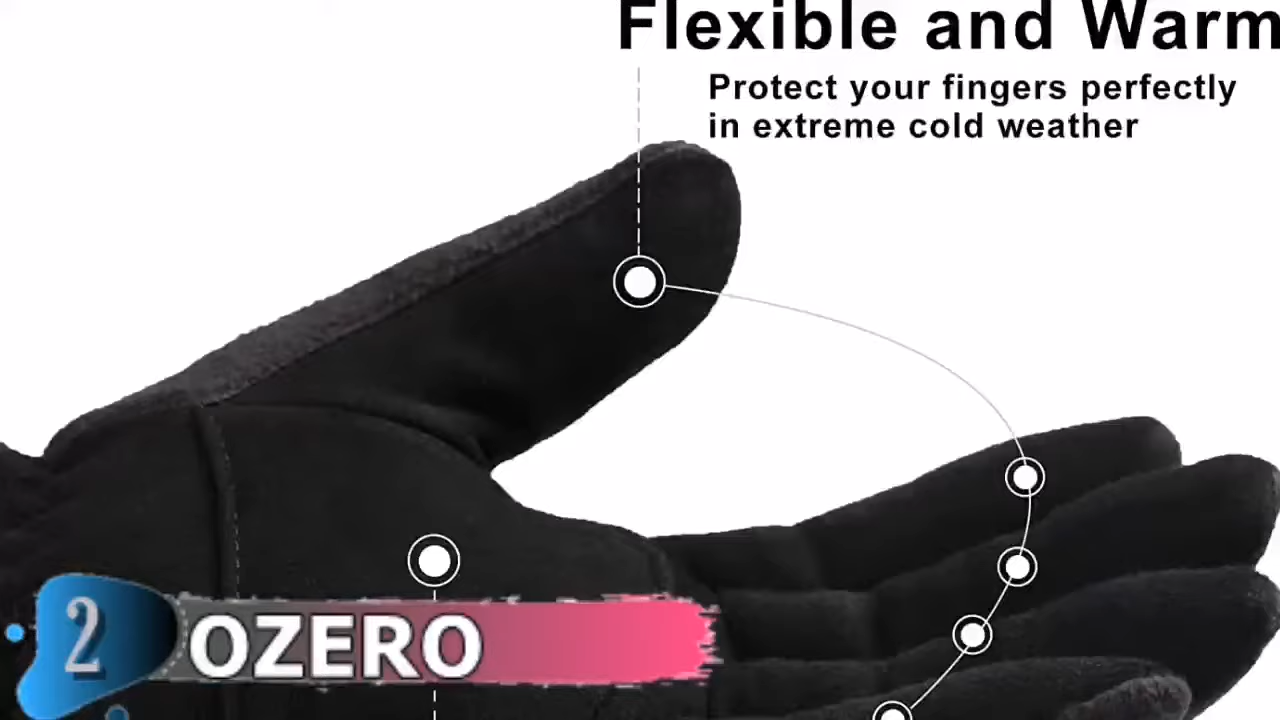 Flexible and Warm
Protect your fingers perfectly
in extreme cold weather
2 OZERO